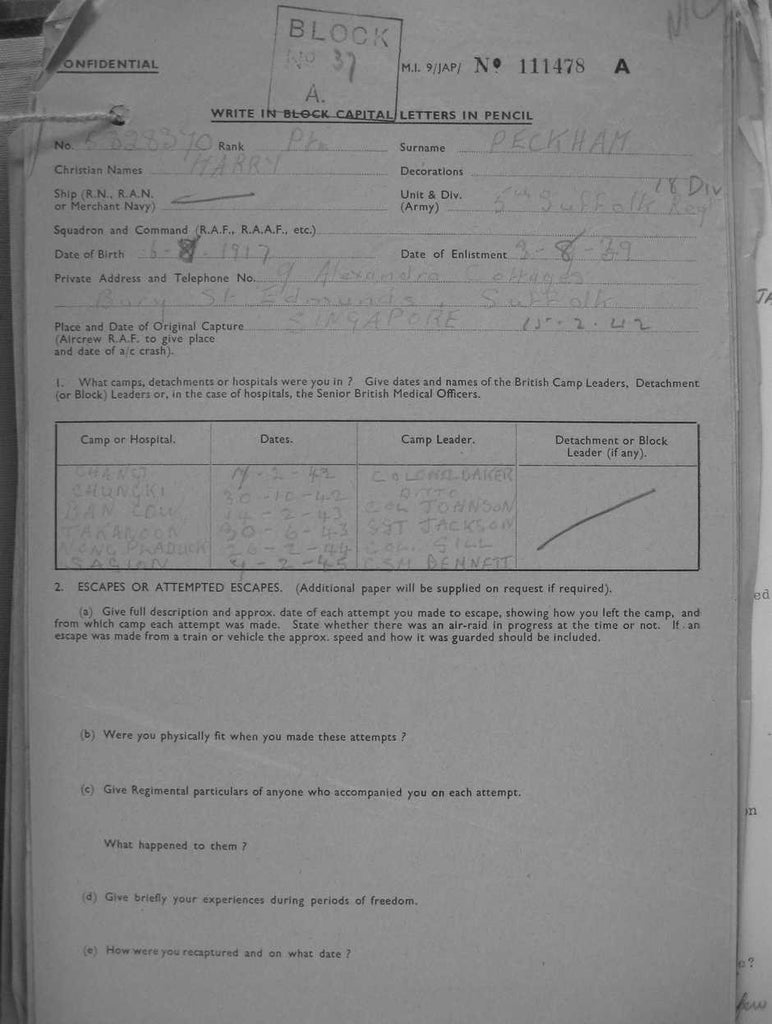 BLOCK
No 37
A.
ONFIDENTIAL
M.I. 9/JAP/ No 111478 A
WRITE IN BLOCK CAPITAL LETTERS IN PENCIL
No. 5828370 Rank Pte Surname PECKHAM
Christian Names HARRY Decorations
18 Div
Ship (R.N., R.A.N. or Merchant Navy) Unit & Div. (Army) 5th Suffolk Regt
Squadron and Command (R.A.F., R.A.A.F., etc.)
Date of Birth 6-8-1917 Date of Enlistment 3-8-39
Private Address and Telephone No. 9 Alexandra Cottages
Bury St Edmunds, Suffolk
Place and Date of Original Capture SINGAPORE 15.2.42
(Aircrew R.A.F. to give place
and date of a/c crash).
1. What camps, detachments or hospitals were you in ? Give dates and names of the British Camp Leaders, Detachment
(or Block) Leaders or, in the case of hospitals, the Senior British Medical Officers.
Camp or Hospital. Dates. Camp Leader. Detachment or Block
Leader (if any).
CHANGI -2-42 COLONEL BAKER
CHUNGKI 30-10-42 DITTO
BAN 14-2-43 COL JOHNSON
TAKANOON 30-6-43 SGT JACKSON
NONG PLADUCK 26-2-44 COL. GILL
-2-45 CSM BENNETT
2. ESCAPES OR ATTEMPTED ESCAPES. (Additional paper will be supplied on request if required).
(a) Give full description and approx. date of each attempt you made to escape, showing how you left the camp, and
from which camp each attempt was made. State whether there was an air-raid in progress at the time or not. If an
escape was made from a train or vehicle the approx. speed and how it was guarded should be included.
(b) Were you physically fit when you made these attempts ?
(c) Give Regimental particulars of anyone who accompanied you on each attempt.
What happened to them ?
(d) Give briefly your experiences during periods of freedom.
(e) How were you recaptured and on what date ?